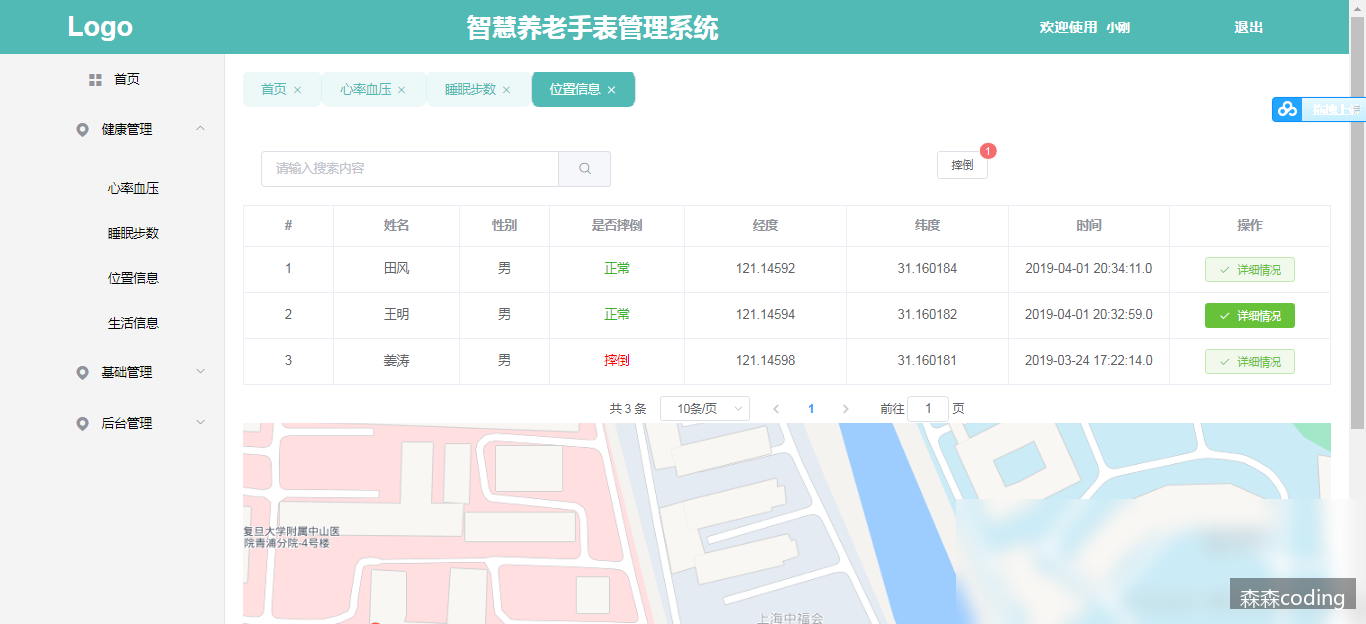 Logo
智慧养老手表管理系统
欢迎使用 小刚
退出
首页
健康管理
心率血压
睡眠步数
位置信息
生活信息
基础管理
后台管理
首页 ×
心率血压 ×
睡眠步数 ×
位置信息 ×
拖拽上传
请输入搜索内容
摔倒
1
# 姓名 性别 是否摔倒 经度 纬度 时间 操作
1 田风 男 正常 121.14592 31.160184 2019-04-01 20:34:11.0 详细情况
2 王明 男 正常 121.14594 31.160182 2019-04-01 20:32:59.0 详细情况
3 姜涛 男 摔倒 121.14598 31.160181 2019-03-24 17:22:14.0 详细情况
共 3 条 10条/页 1 前往 1 页
复旦大学附属中山医
院青浦分院-4号楼
上海中福会
森森coding